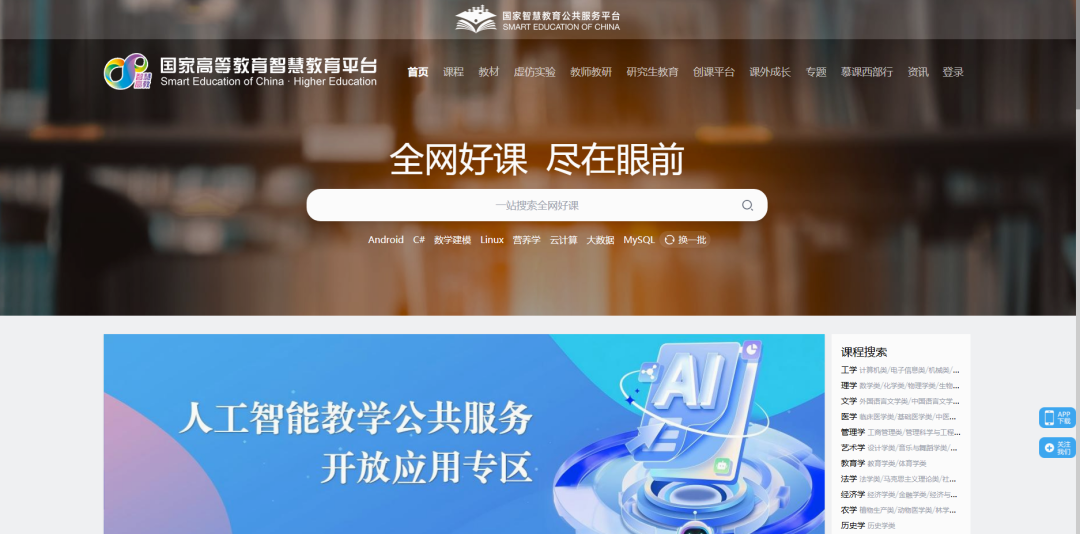 国家智慧教育公共服务平台
SMART EDUCATION OF CHINA
智慧高教
国家高等教育智慧教育平台
Smart Education of China · Higher Education
首页 课程 教材 虚仿实验 教师教研 研究生教育 创课平台 课外成长 专题 慕课西部行 资讯 登录
全网好课 尽在眼前
一站搜索全网好课
Android C# 数学建模 Linux 营养学 云计算 大数据 MySQL 换一批
人工智能教学公共服务
开放应用专区
AI
课程搜索
工学 计算机类/电子信息类/机械类/...
理学 数学类/化学类/物理学类/生物...
文学 外国语言文学类/中国语言文学...
医学 临床医学类/基础医学类/中医...
管理学 工商管理类/管理科学与工程...
艺术学 设计学类/音乐与舞蹈学类/...
教育学 教育学类/体育学类
法学 法学类/马克思主义理论类/社...
经济学 经济学类/金融学类/经济与...
农学 植物生产类/动物医学类/林学...
历史学 历史学类
APP
下载
关注
我们